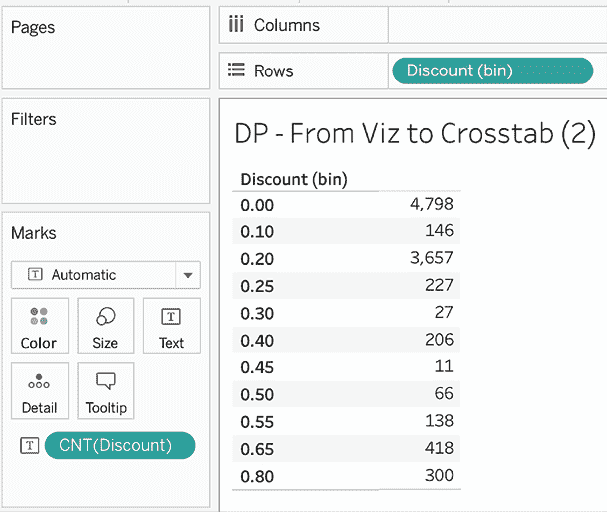 Pages
Columns
Rows
Discount (bin)
Filters
Marks
T Automatic
Color
Size
T
Text
Detail
Tooltip
T CNT(Discount)
DP - From Viz to Crosstab (2)
Discount (bin)
0.00 4,798
0.10 146
0.20 3,657
0.25 227
0.30 27
0.40 206
0.45 11
0.50 66
0.55 138
0.65 418
0.80 300